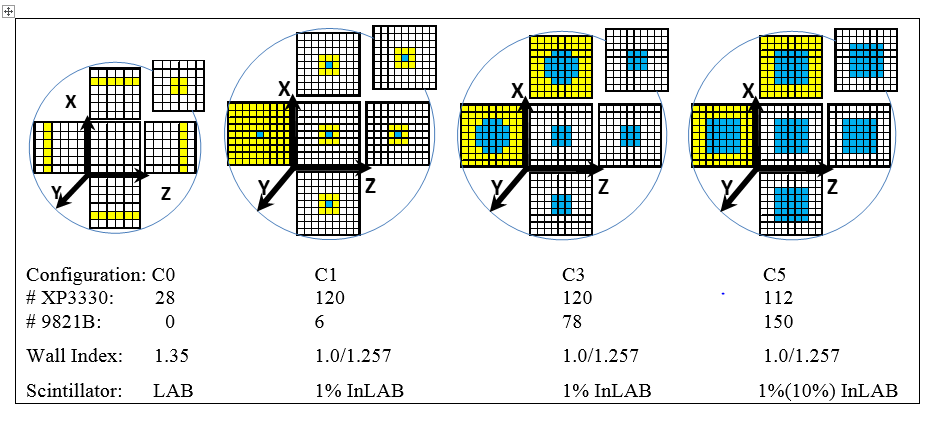 X Y Z
X Y Z
X Y Z
X Y Z
Configuration: C0 C1 C3 C5
# XP3330: 28 120 120 112
# 9821B: 0 6 78 150
Wall Index: 1.35 1.0/1.257 1.0/1.257 1.0/1.257
Scintillator: LAB 1% InLAB 1% InLAB 1%(10%) InLAB